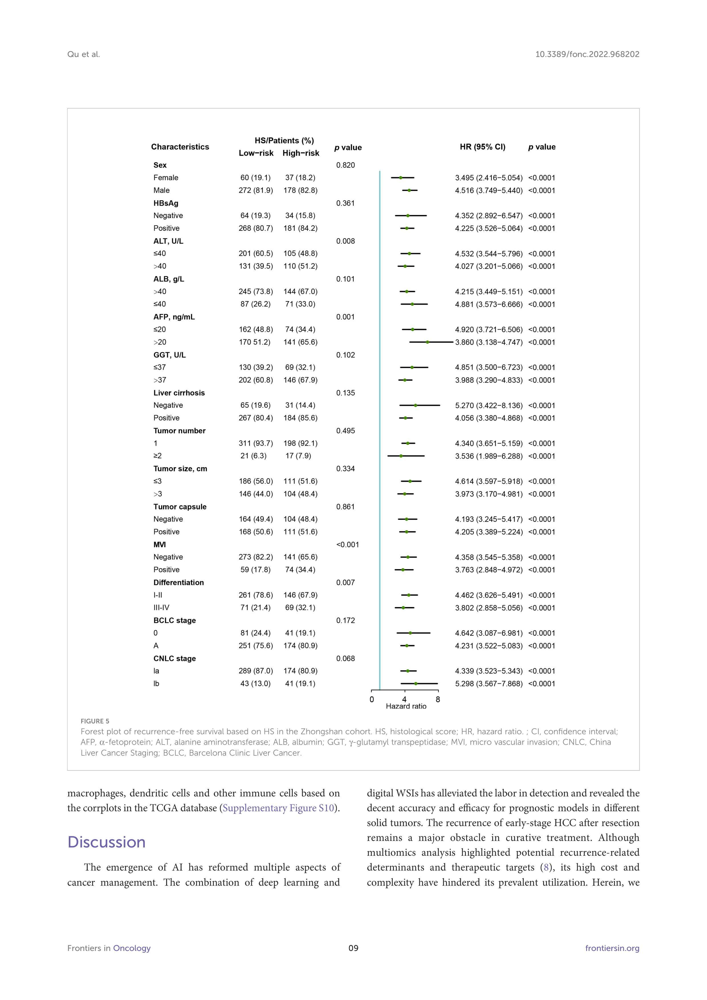 Qu et al.
10.3389/fonc.2022.968202
Characteristics
HS/Patients (%)
Low−risk High−risk
p value
HR (95% CI)
p value
Sex 0.820
Female 60 (19.1) 37 (18.2) 3.495 (2.416−5.054) <0.0001
Male 272 (81.9) 178 (82.8) 4.516 (3.749−5.440) <0.0001
HBsAg 0.361
Negative 64 (19.3) 34 (15.8) 4.352 (2.892−6.547) <0.0001
Positive 268 (80.7) 181 (84.2) 4.225 (3.526−5.064) <0.0001
ALT, U/L 0.008
≤40 201 (60.5) 105 (48.8) 4.532 (3.544−5.796) <0.0001
>40 131 (39.5) 110 (51.2) 4.027 (3.201−5.066) <0.0001
ALB, g/L 0.101
>40 245 (73.8) 144 (67.0) 4.215 (3.449−5.151) <0.0001
≤40 87 (26.2) 71 (33.0) 4.881 (3.573−6.666) <0.0001
AFP, ng/mL 0.001
≤20 162 (48.8) 74 (34.4) 4.920 (3.721−6.506) <0.0001
>20 170 51.2) 141 (65.6) 3.860 (3.138−4.747) <0.0001
GGT, U/L 0.102
≤37 130 (39.2) 69 (32.1) 4.851 (3.500−6.723) <0.0001
>37 202 (60.8) 146 (67.9) 3.988 (3.290−4.833) <0.0001
Liver cirrhosis 0.135
Negative 65 (19.6) 31 (14.4) 5.270 (3.422−8.136) <0.0001
Positive 267 (80.4) 184 (85.6) 4.056 (3.380−4.868) <0.0001
Tumor number 0.495
1 311 (93.7) 198 (92.1) 4.340 (3.651−5.159) <0.0001
≥2 21 (6.3) 17 (7.9) 3.536 (1.989−6.288) <0.0001
Tumor size, cm 0.334
≤3 186 (56.0) 111 (51.6) 4.614 (3.597−5.918) <0.0001
>3 146 (44.0) 104 (48.4) 3.973 (3.170−4.981) <0.0001
Tumor capsule 0.861
Negative 164 (49.4) 104 (48.4) 4.193 (3.245−5.417) <0.0001
Positive 168 (50.6) 111 (51.6) 4.205 (3.389−5.224) <0.0001
MVI <0.001
Negative 273 (82.2) 141 (65.6) 4.358 (3.545−5.358) <0.0001
Positive 59 (17.8) 74 (34.4) 3.763 (2.848−4.972) <0.0001
Differentiation 0.007
I-II 261 (78.6) 146 (67.9) 4.462 (3.626−5.491) <0.0001
III-IV 71 (21.4) 69 (32.1) 3.802 (2.858−5.056) <0.0001
BCLC stage 0.172
0 81 (24.4) 41 (19.1) 4.642 (3.087−6.981) <0.0001
A 251 (75.6) 174 (80.9) 4.231 (3.522−5.083) <0.0001
CNLC stage 0.068
Ia 289 (87.0) 174 (80.9) 4.339 (3.523−5.343) <0.0001
Ib 43 (13.0) 41 (19.1) 5.298 (3.567−7.868) <0.0001
0 4 8
Hazard ratio
FIGURE 5
Forest plot of recurrence-free survival based on HS in the Zhongshan cohort. HS, histological score; HR, hazard ratio. ; CI, confidence interval;
AFP, α-fetoprotein; ALT, alanine aminotransferase; ALB, albumin; GGT, γ-glutamyl transpeptidase; MVI, micro vascular invasion; CNLC, China
Liver Cancer Staging; BCLC, Barcelona Clinic Liver Cancer.
macrophages, dendritic cells and other immune cells based on
the corrplots in the TCGA database (Supplementary Figure S10).
Discussion
The emergence of AI has reformed multiple aspects of
cancer management. The combination of deep learning and
digital WSIs has alleviated the labor in detection and revealed the
decent accuracy and efficacy for prognostic models in different
solid tumors. The recurrence of early-stage HCC after resection
remains a major obstacle in curative treatment. Although
multiomics analysis highlighted potential recurrence-related
determinants and therapeutic targets (8), its high cost and
complexity have hindered its prevalent utilization. Herein, we
Frontiers in Oncology
09
frontiersin.org